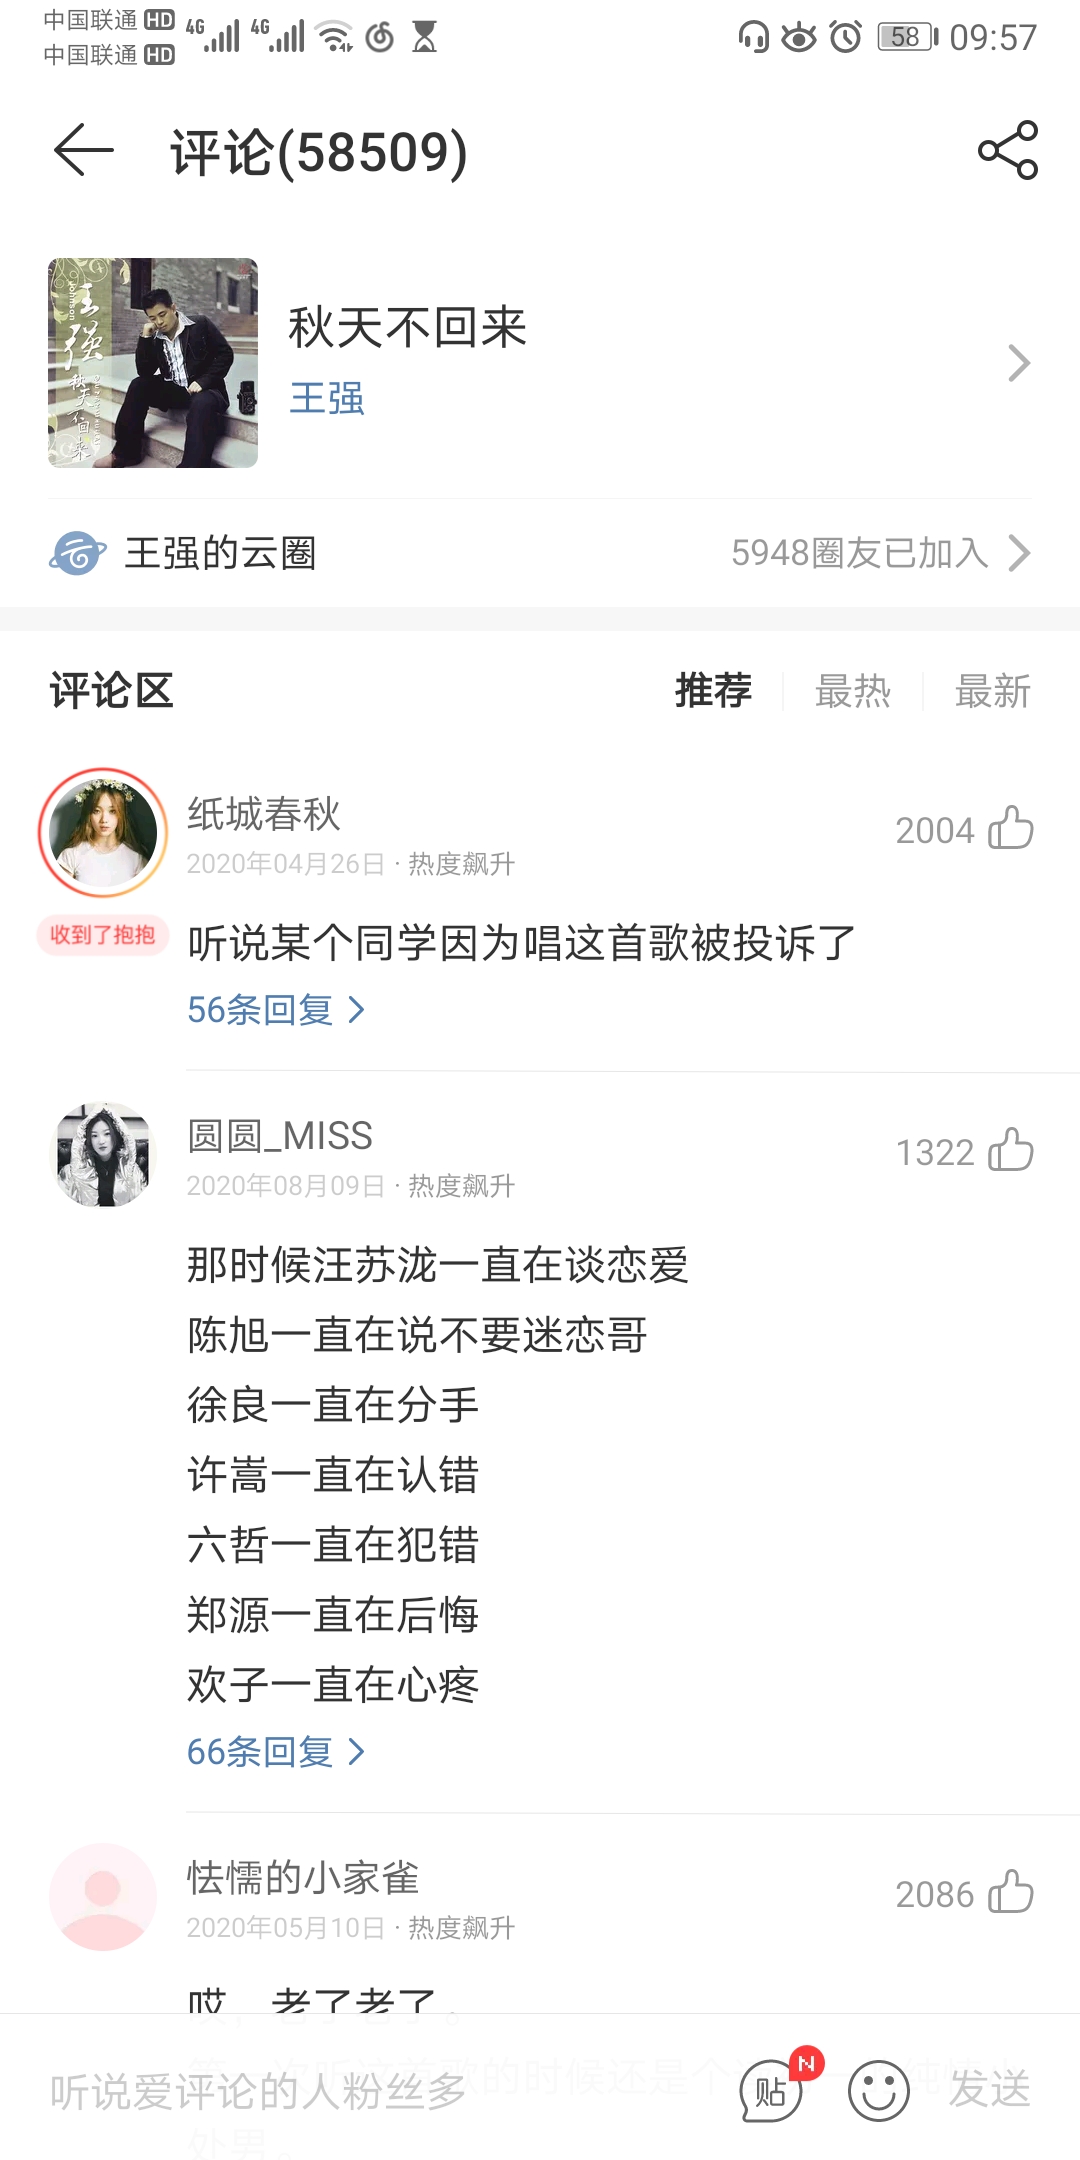 中国联通 HD 4G 4G 58 09:57
中国联通 HD
评论(58509)
王强
Johnson
秋天不回来
秋天不回来
王强
王强的云圈 5948圈友已加入
评论区 推荐 最热 最新
纸城春秋 2004
2020年04月26日 · 热度飙升
收到了抱抱
听说某个同学因为唱这首歌被投诉了
56条回复
圆圆_MISS 1322
2020年08月09日 · 热度飙升
那时候汪苏泷一直在谈恋爱
陈旭一直在说不要迷恋哥
徐良一直在分手
许嵩一直在认错
六哲一直在犯错
郑源一直在后悔
欢子一直在心疼
66条回复
怯懦的小家雀 2086
2020年05月10日 · 热度飙升
哎，老了老了。
听说爱评论的人粉丝多 贴 N 发送
处男。